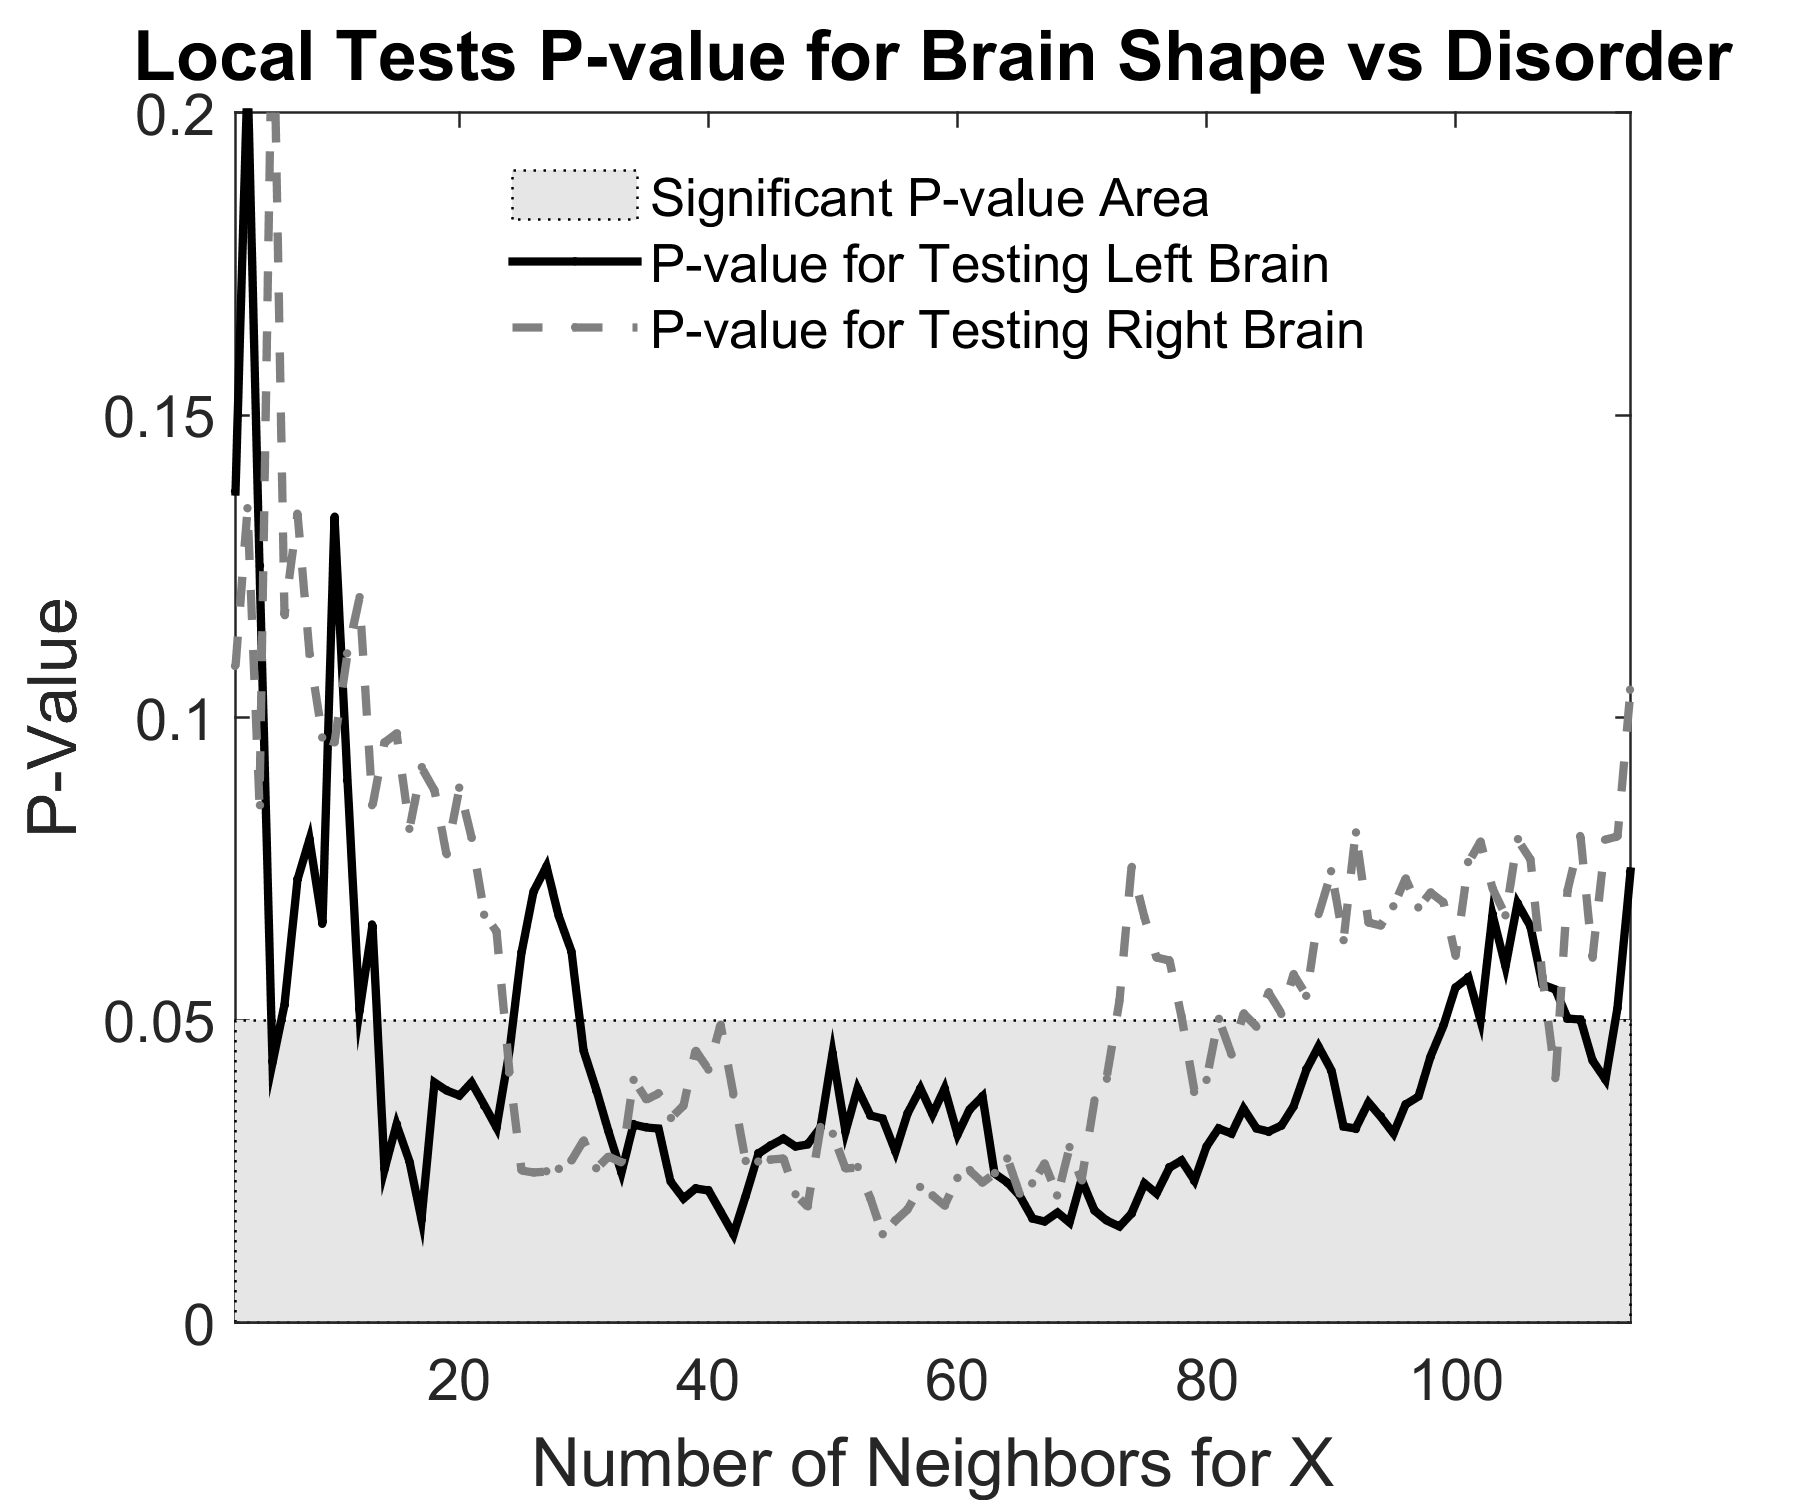 Local Tests P-value for Brain Shape vs Disorder
0.2
Significant P-value Area
P-value for Testing Left Brain
P-value for Testing Right Brain
0.15
0.1
0.05
0
P-Value
20 40 60 80 100
Number of Neighbors for X